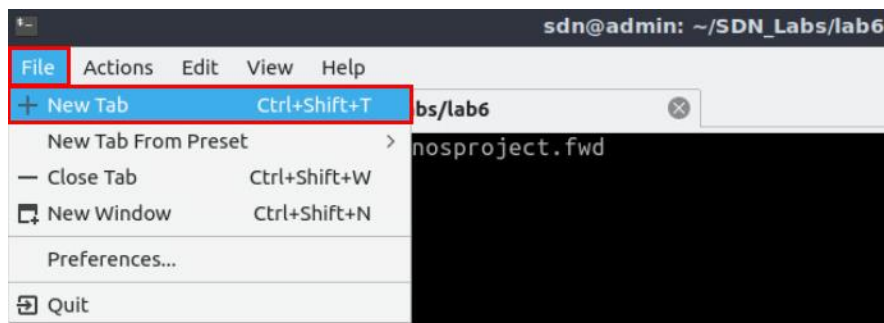 sdn@admin: ~/SDN_Labs/lab6
File Actions Edit View Help
+ New Tab Ctrl+Shift+T
bs/lab6
New Tab From Preset >
nosproject.fwd
Close Tab Ctrl+Shift+W
New Window Ctrl+Shift+N
Preferences...
Quit